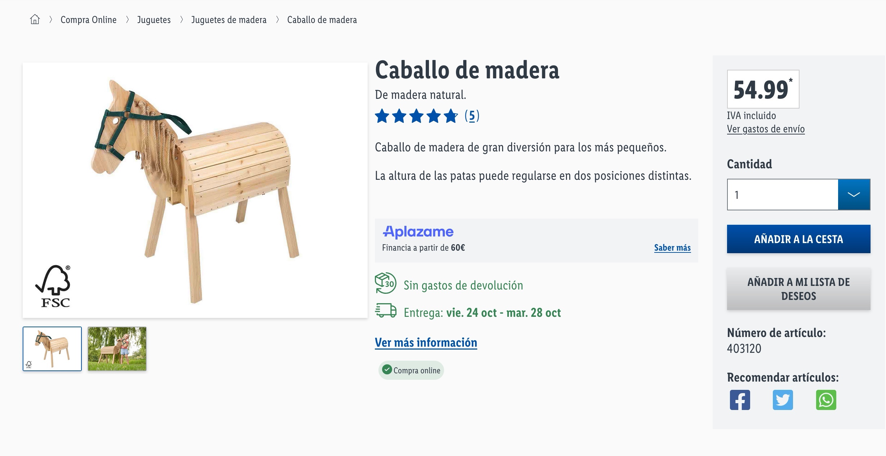 Compra Online
Juguetes
Juguetes de madera
Caballo de madera
FSC
Caballo de madera
De madera natural.
(5)
Caballo de madera de gran diversión para los más pequeños.
La altura de las patas puede regularse en dos posiciones distintas.
Aplazame
Financia a partir de 60€
Saber más
30
Sin gastos de devolución
Entrega: vie. 24 oct - mar. 28 oct
Ver más información
Compra online
54.99*
IVA incluido
Ver gastos de envío
Cantidad
1
AÑADIR A LA CESTA
AÑADIR A MI LISTA DE
DESEOS
Número de artículo:
403120
Recomendar artículos: